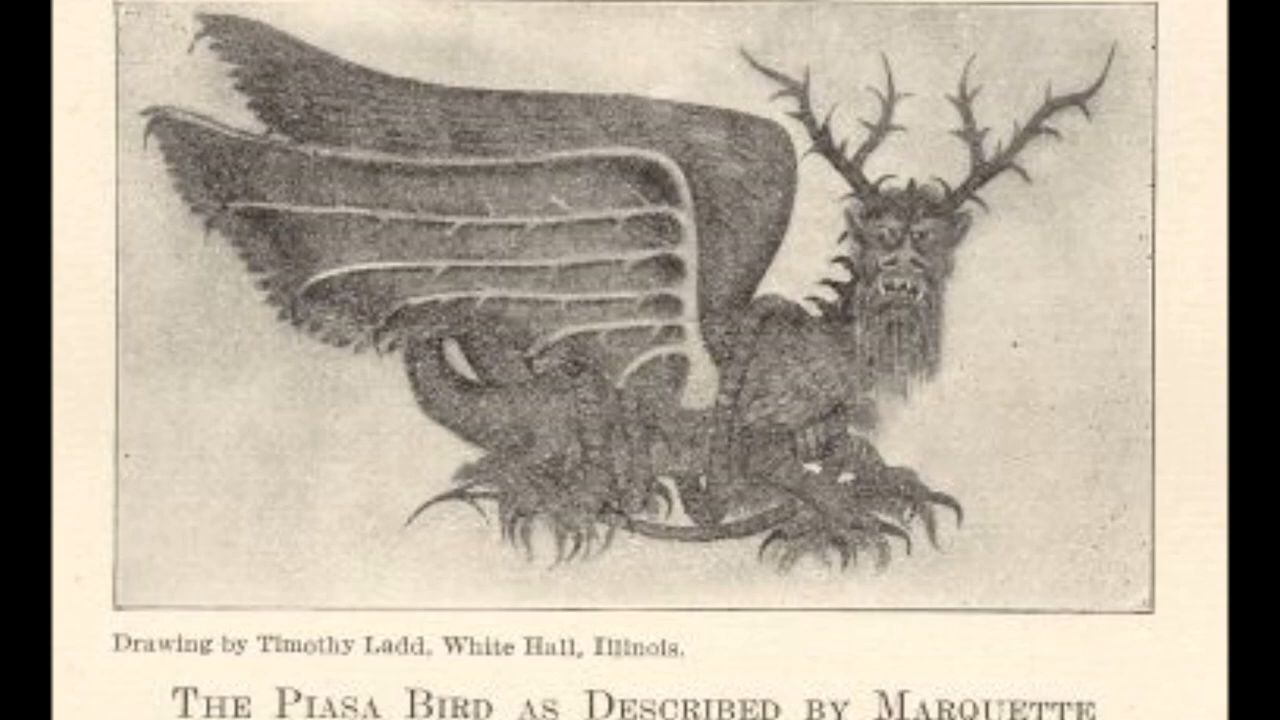 Drawing by Timothy Ladd, White Hall, Illinois.
THE PIASA BIRD AS DESCRIBED BY MARQUETTE